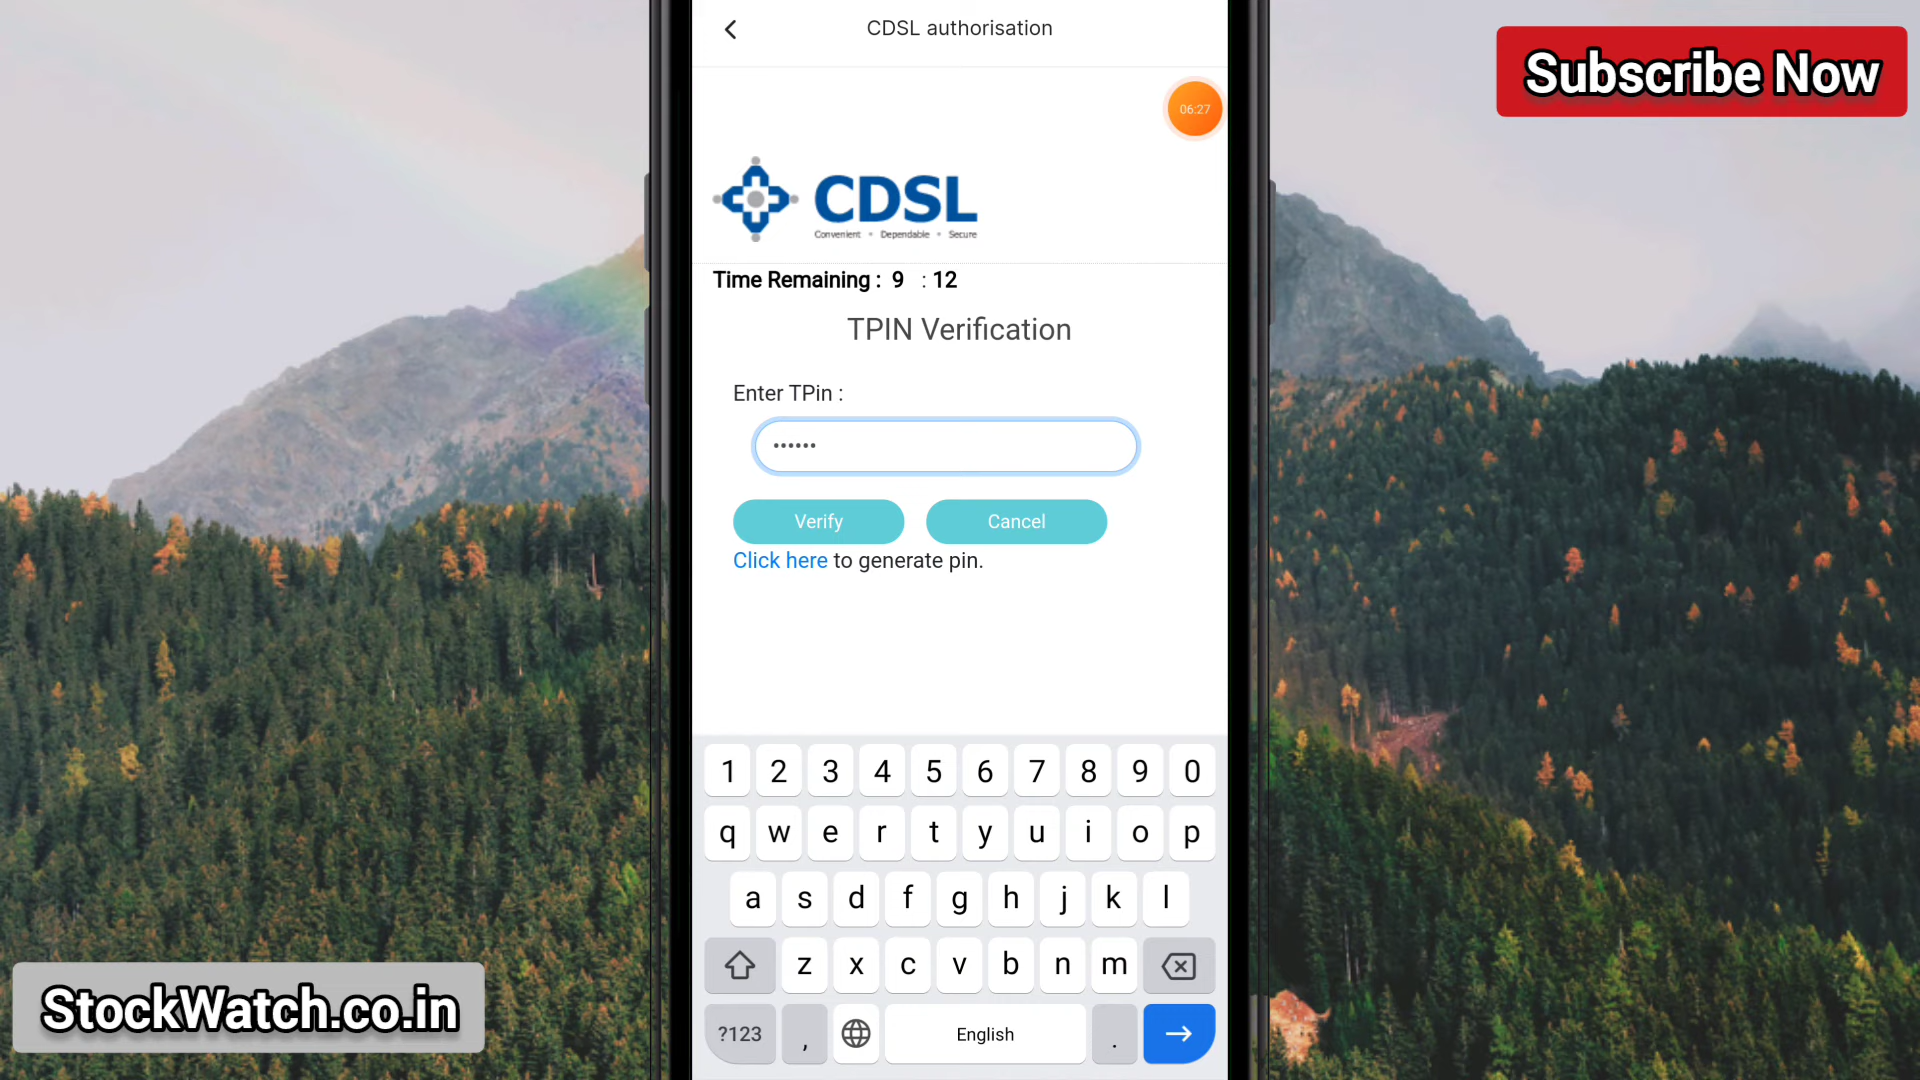 CDSL authorisation
Subscribe Now
06:27
CDSL
Convenient • Dependable • Secure
Time Remaining : 9 : 12
TPIN Verification
Enter TPin :
••••••
Verify Cancel
Click here to generate pin.
1 2 3 4 5 6 7 8 9 0
q w e r t y u i o p
a s d f g h j k l
z x c v b n m
?123 , English .
StockWatch.co.in